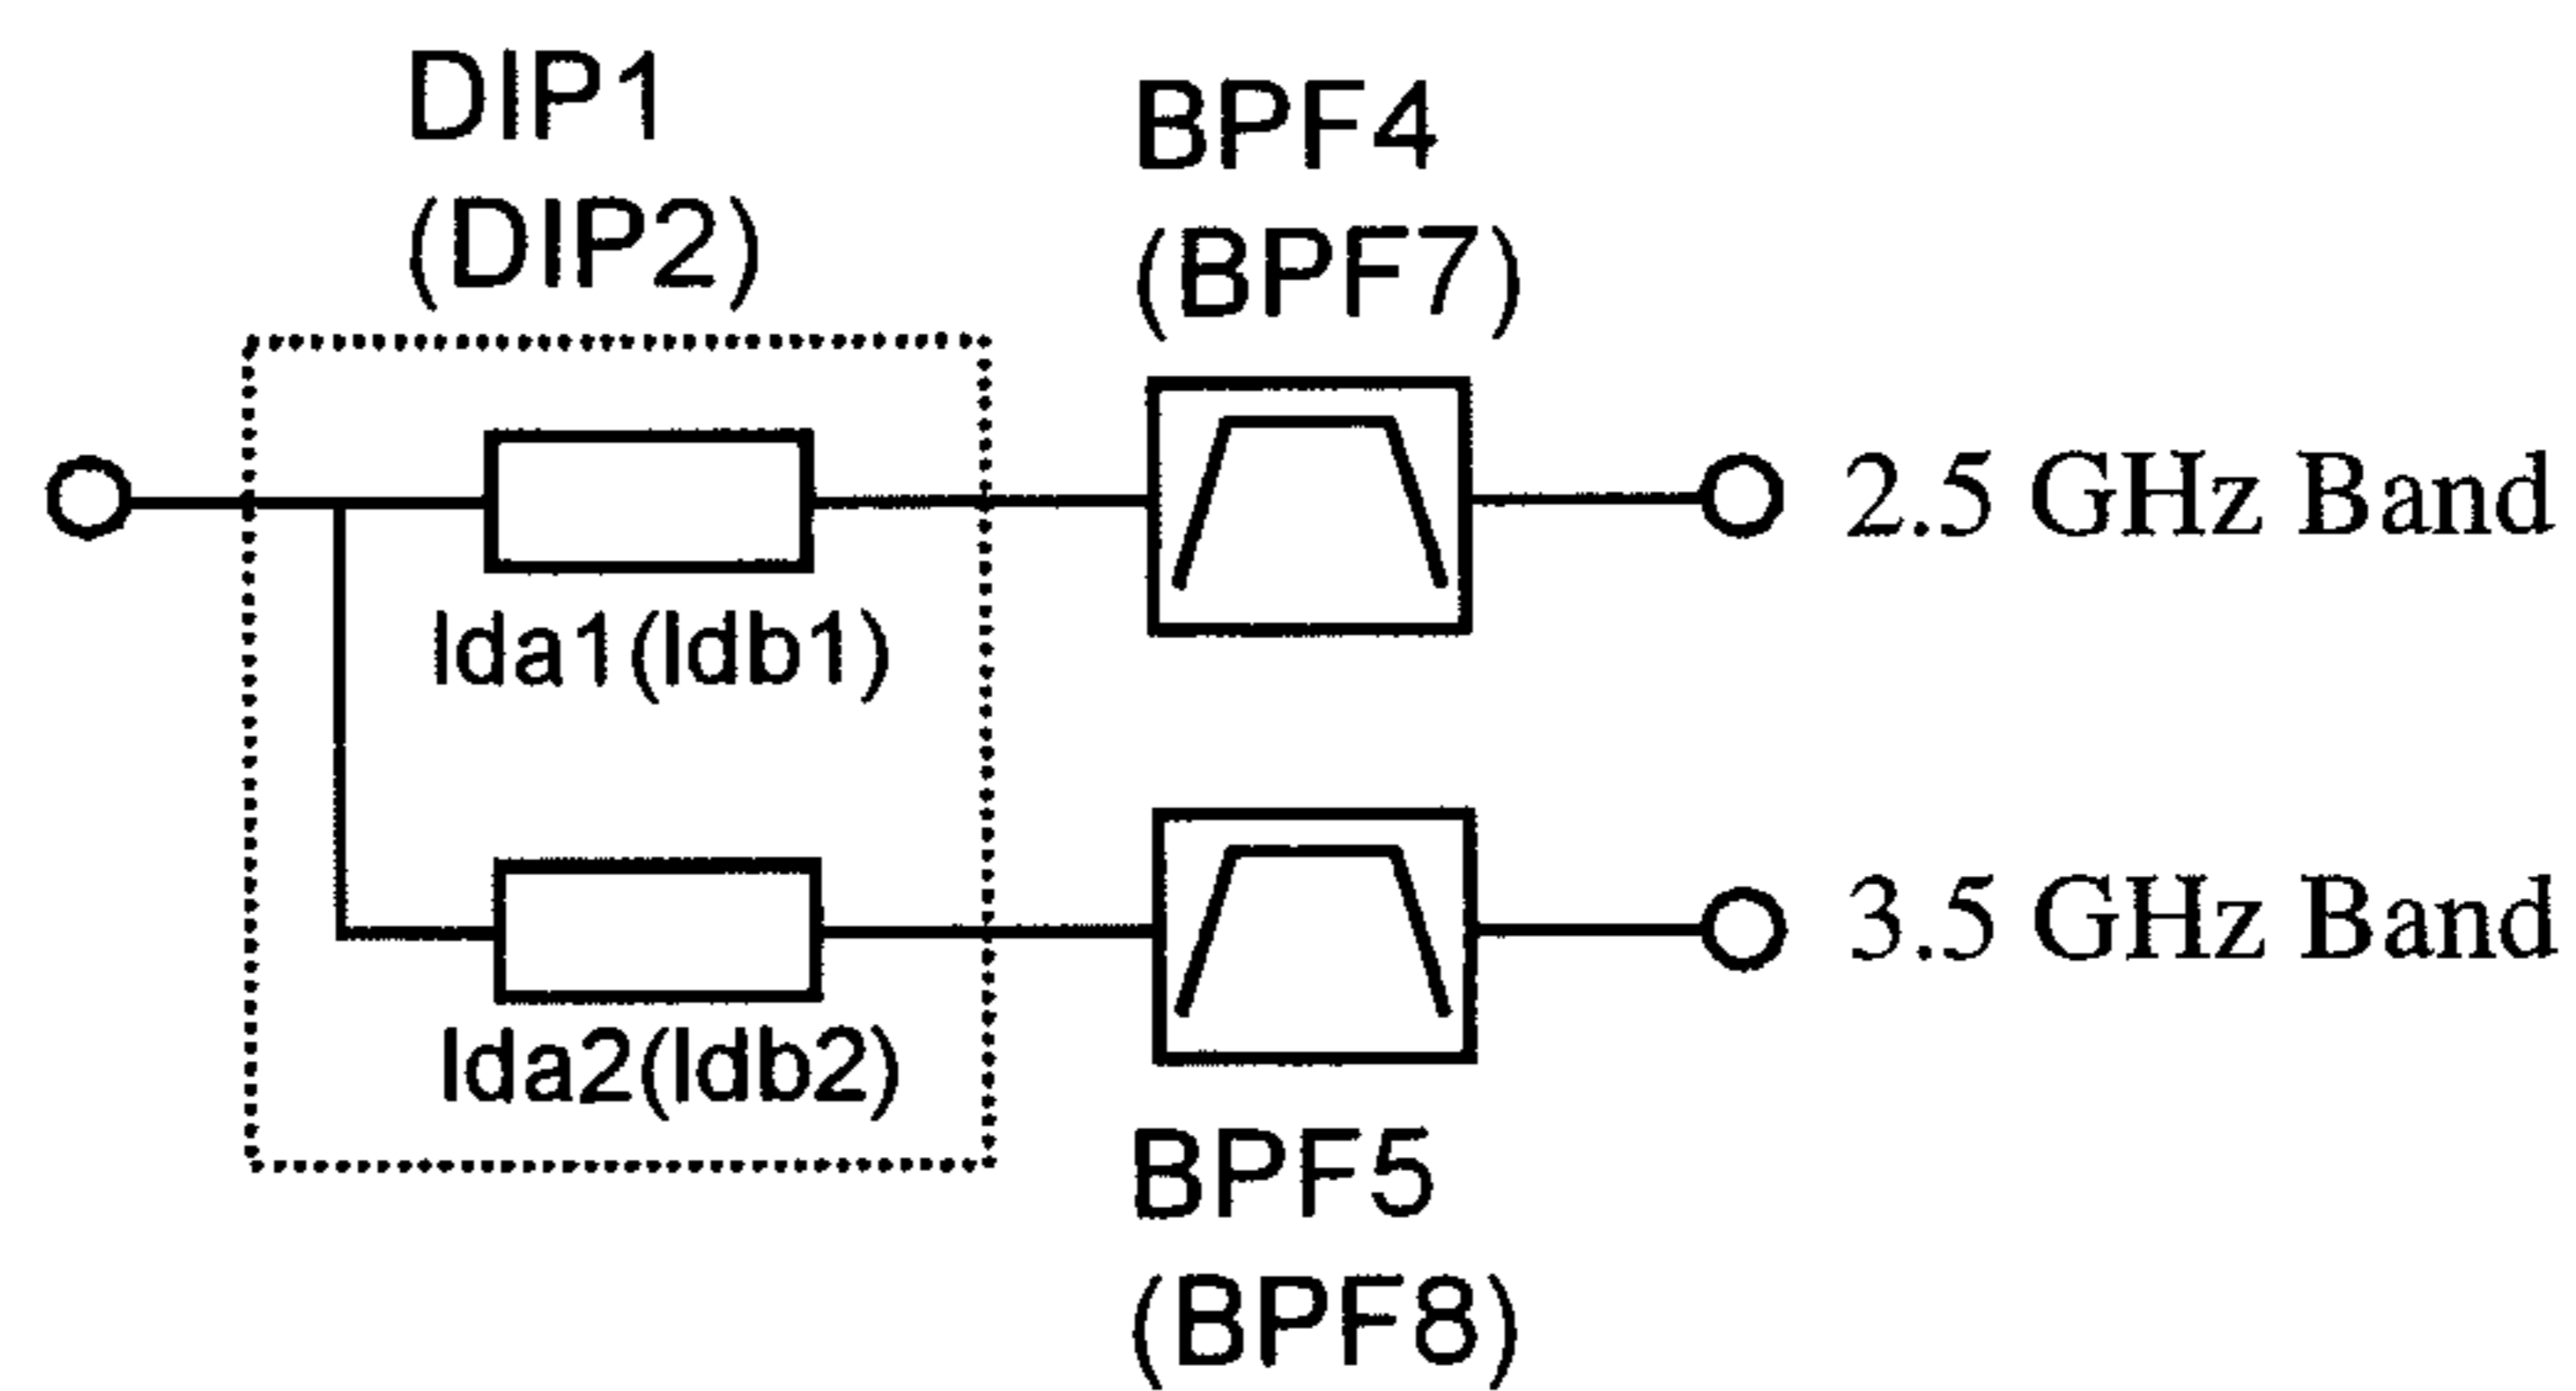 DIP1
(DIP2)
BPF4
(BPF7)
lda1(ldb1)
2.5 GHz Band
lda2(ldb2)
3.5 GHz Band
BPF5
(BPF8)